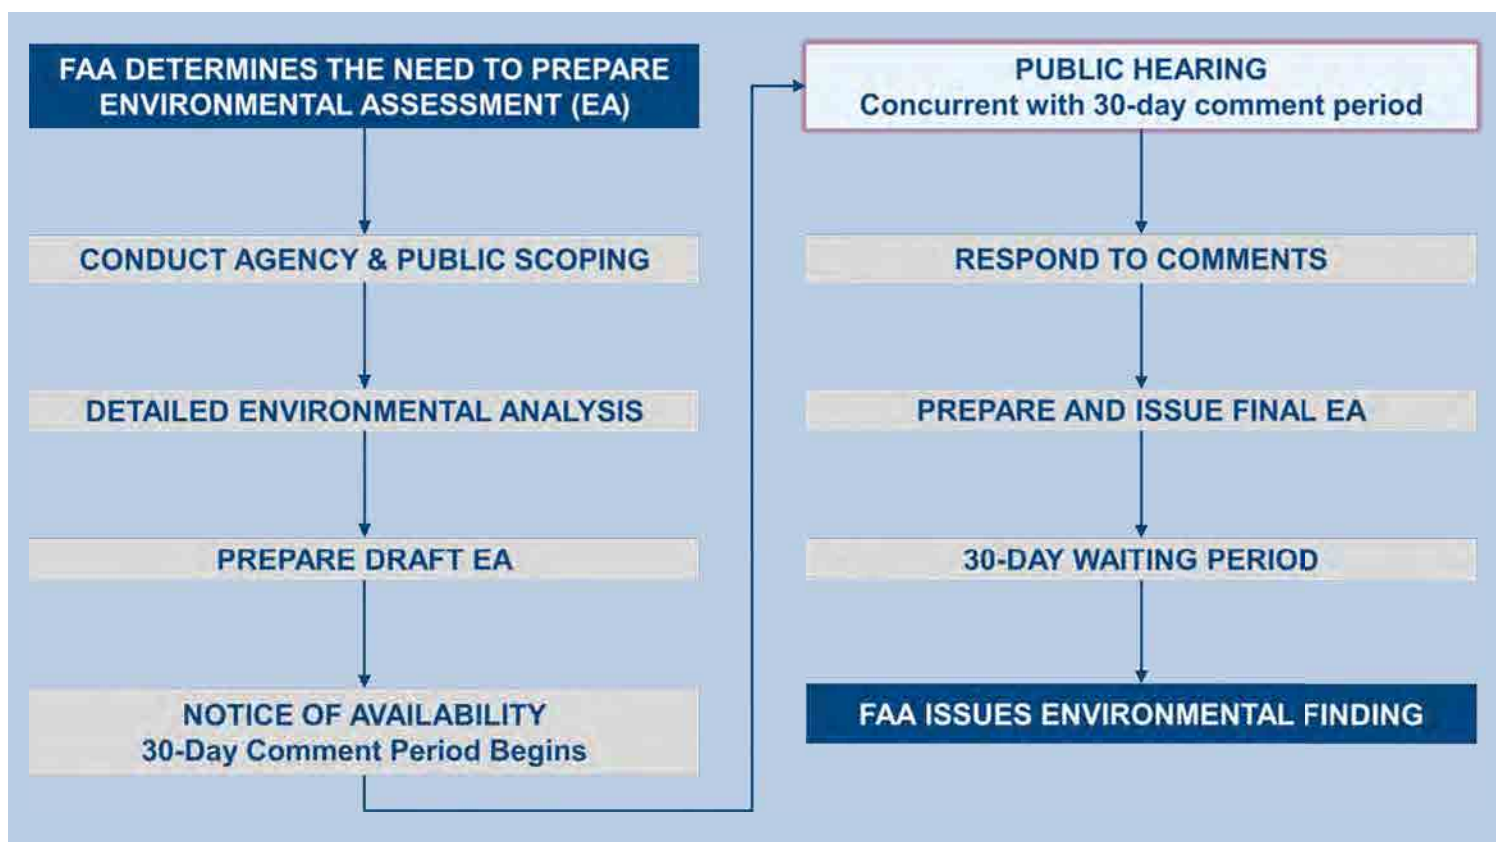 FAA DETERMINES THE NEED TO PREPARE
ENVIRONMENTAL ASSESSMENT (EA)
CONDUCT AGENCY & PUBLIC SCOPING
DETAILED ENVIRONMENTAL ANALYSIS
PREPARE DRAFT EA
NOTICE OF AVAILABILITY
30-Day Comment Period Begins
PUBLIC HEARING
Concurrent with 30-day comment period
RESPOND TO COMMENTS
PREPARE AND ISSUE FINAL EA
30-DAY WAITING PERIOD
FAA ISSUES ENVIRONMENTAL FINDING